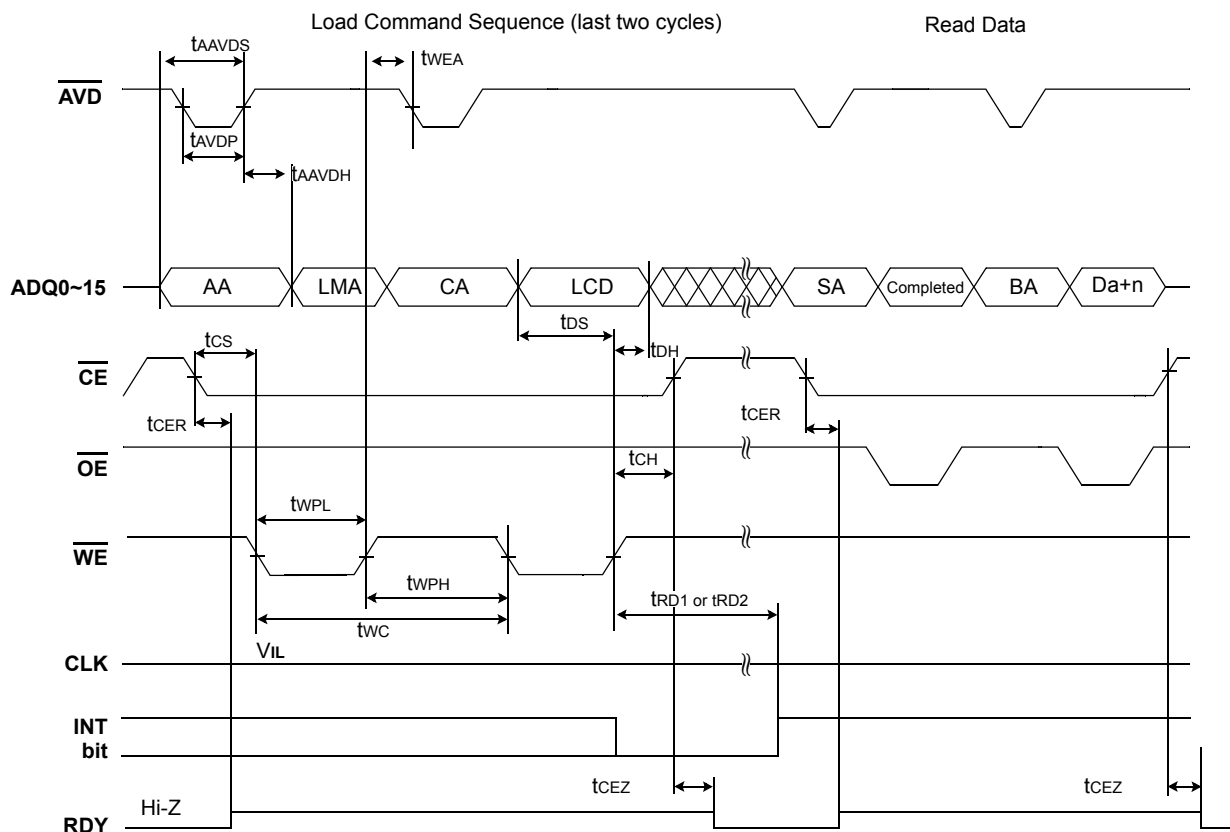 Load Command Sequence (last two cycles)
Read Data
tAAVDS
tWEA
AVD
tAVDP
tAAVDH
ADQ0~15
AA
LMA
CA
LCD
SA
Completed
BA
Da+n
tDS
tCS
tDH
CE
tCER
tCER
OE
tCH
tWPL
WE
tWPH
tRD1 or tRD2
tWC
VIL
CLK
INT
bit
tCEZ
tCEZ
Hi-Z
RDY